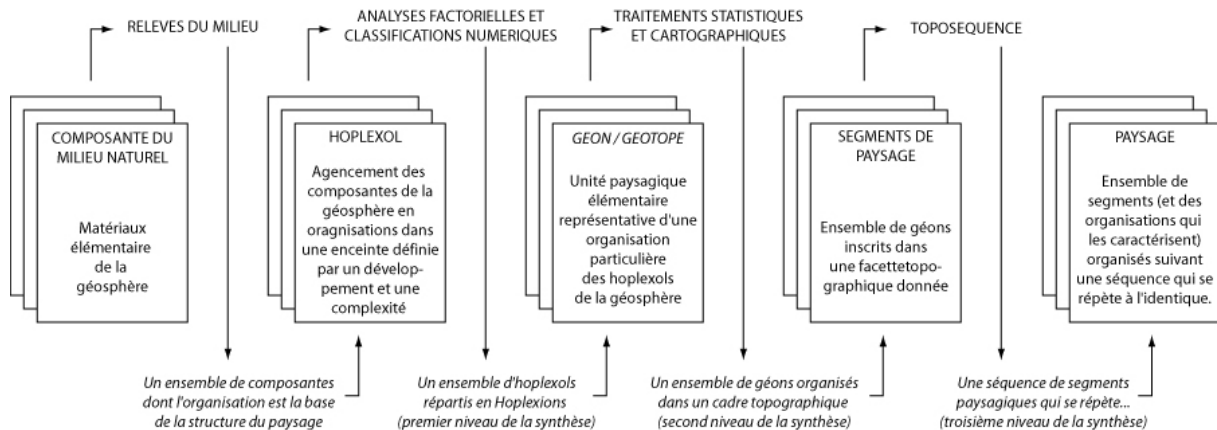 RELEVES DU MILIEU
ANALYSES FACTORIELLES ET
CLASSIFICATIONS NUMERIQUES
TRAITEMENTS STATISTIQUES
ET CARTOGRAPHIQUES
TOPOSEQUENCE
COMPOSANTE DU
MILIEU NATUREL
Matériaux
élémentaire
de la
géosphère
HOPLEXOL
Agencement des
composantes de la
géosphère en
oragnisations dans
une enceinte définie
par un dévelop-
pement et une
complexité
GEON / GEOTOPE
Unité paysagique
élémentaire
représentative d'une
organisation
particulière
des hoplexols
de la géosphère
SEGMENTS DE
PAYSAGE
Ensemble de géons
inscrits dans
une facettetopo-
graphique donnée
PAYSAGE
Ensemble de
segments (et des
organisations qui
les caractérisent)
organisés suivant
une séquence qui se
répète à l'identique.
Un ensemble de composantes
dont l'organisation est la base
de la structure du paysage
Un ensemble d'hoplexols
répartis en Hoplexions
(premier niveau de la synthèse)
Un ensemble de géons organisés
dans un cadre topographique
(second niveau de la synthèse)
Une séquence de segments
paysagiques qui se répète...
(troisième niveau de la synthèse)